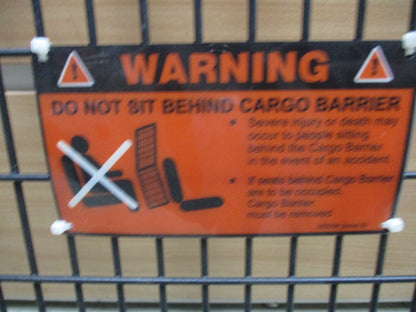 WARNING
DO NOT SIT BEHIND CARGO BARRIER
• Severe injury or death may
occur to people sitting
behind the Cargo Barrier
in the event of an accident.
• If seats behind Cargo Barrier
are to be occupied,
Cargo Barrier
must be removed